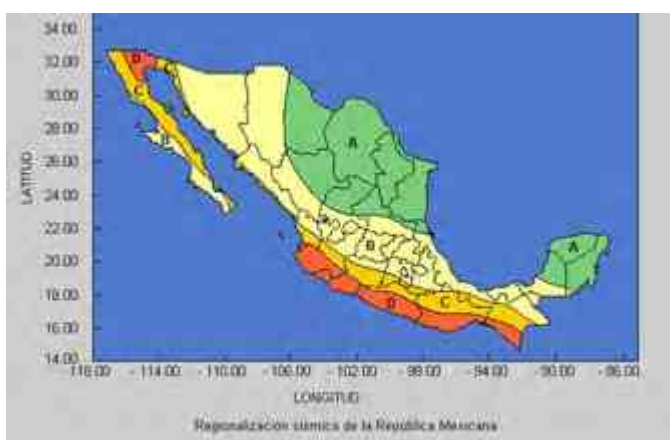 34.00
32.00
30.00
28.00
26.00
24.00
22.00
20.00
18.00
16.00
14.00
LATITUD
D
C
C
B
A
A
B
C
D
-118.00 -114.00 -110.00 -106.00 -102.00 -98.00 -94.00 -90.00 -86.00
LONGITUD
Regionalización sísmica de la República Mexicana